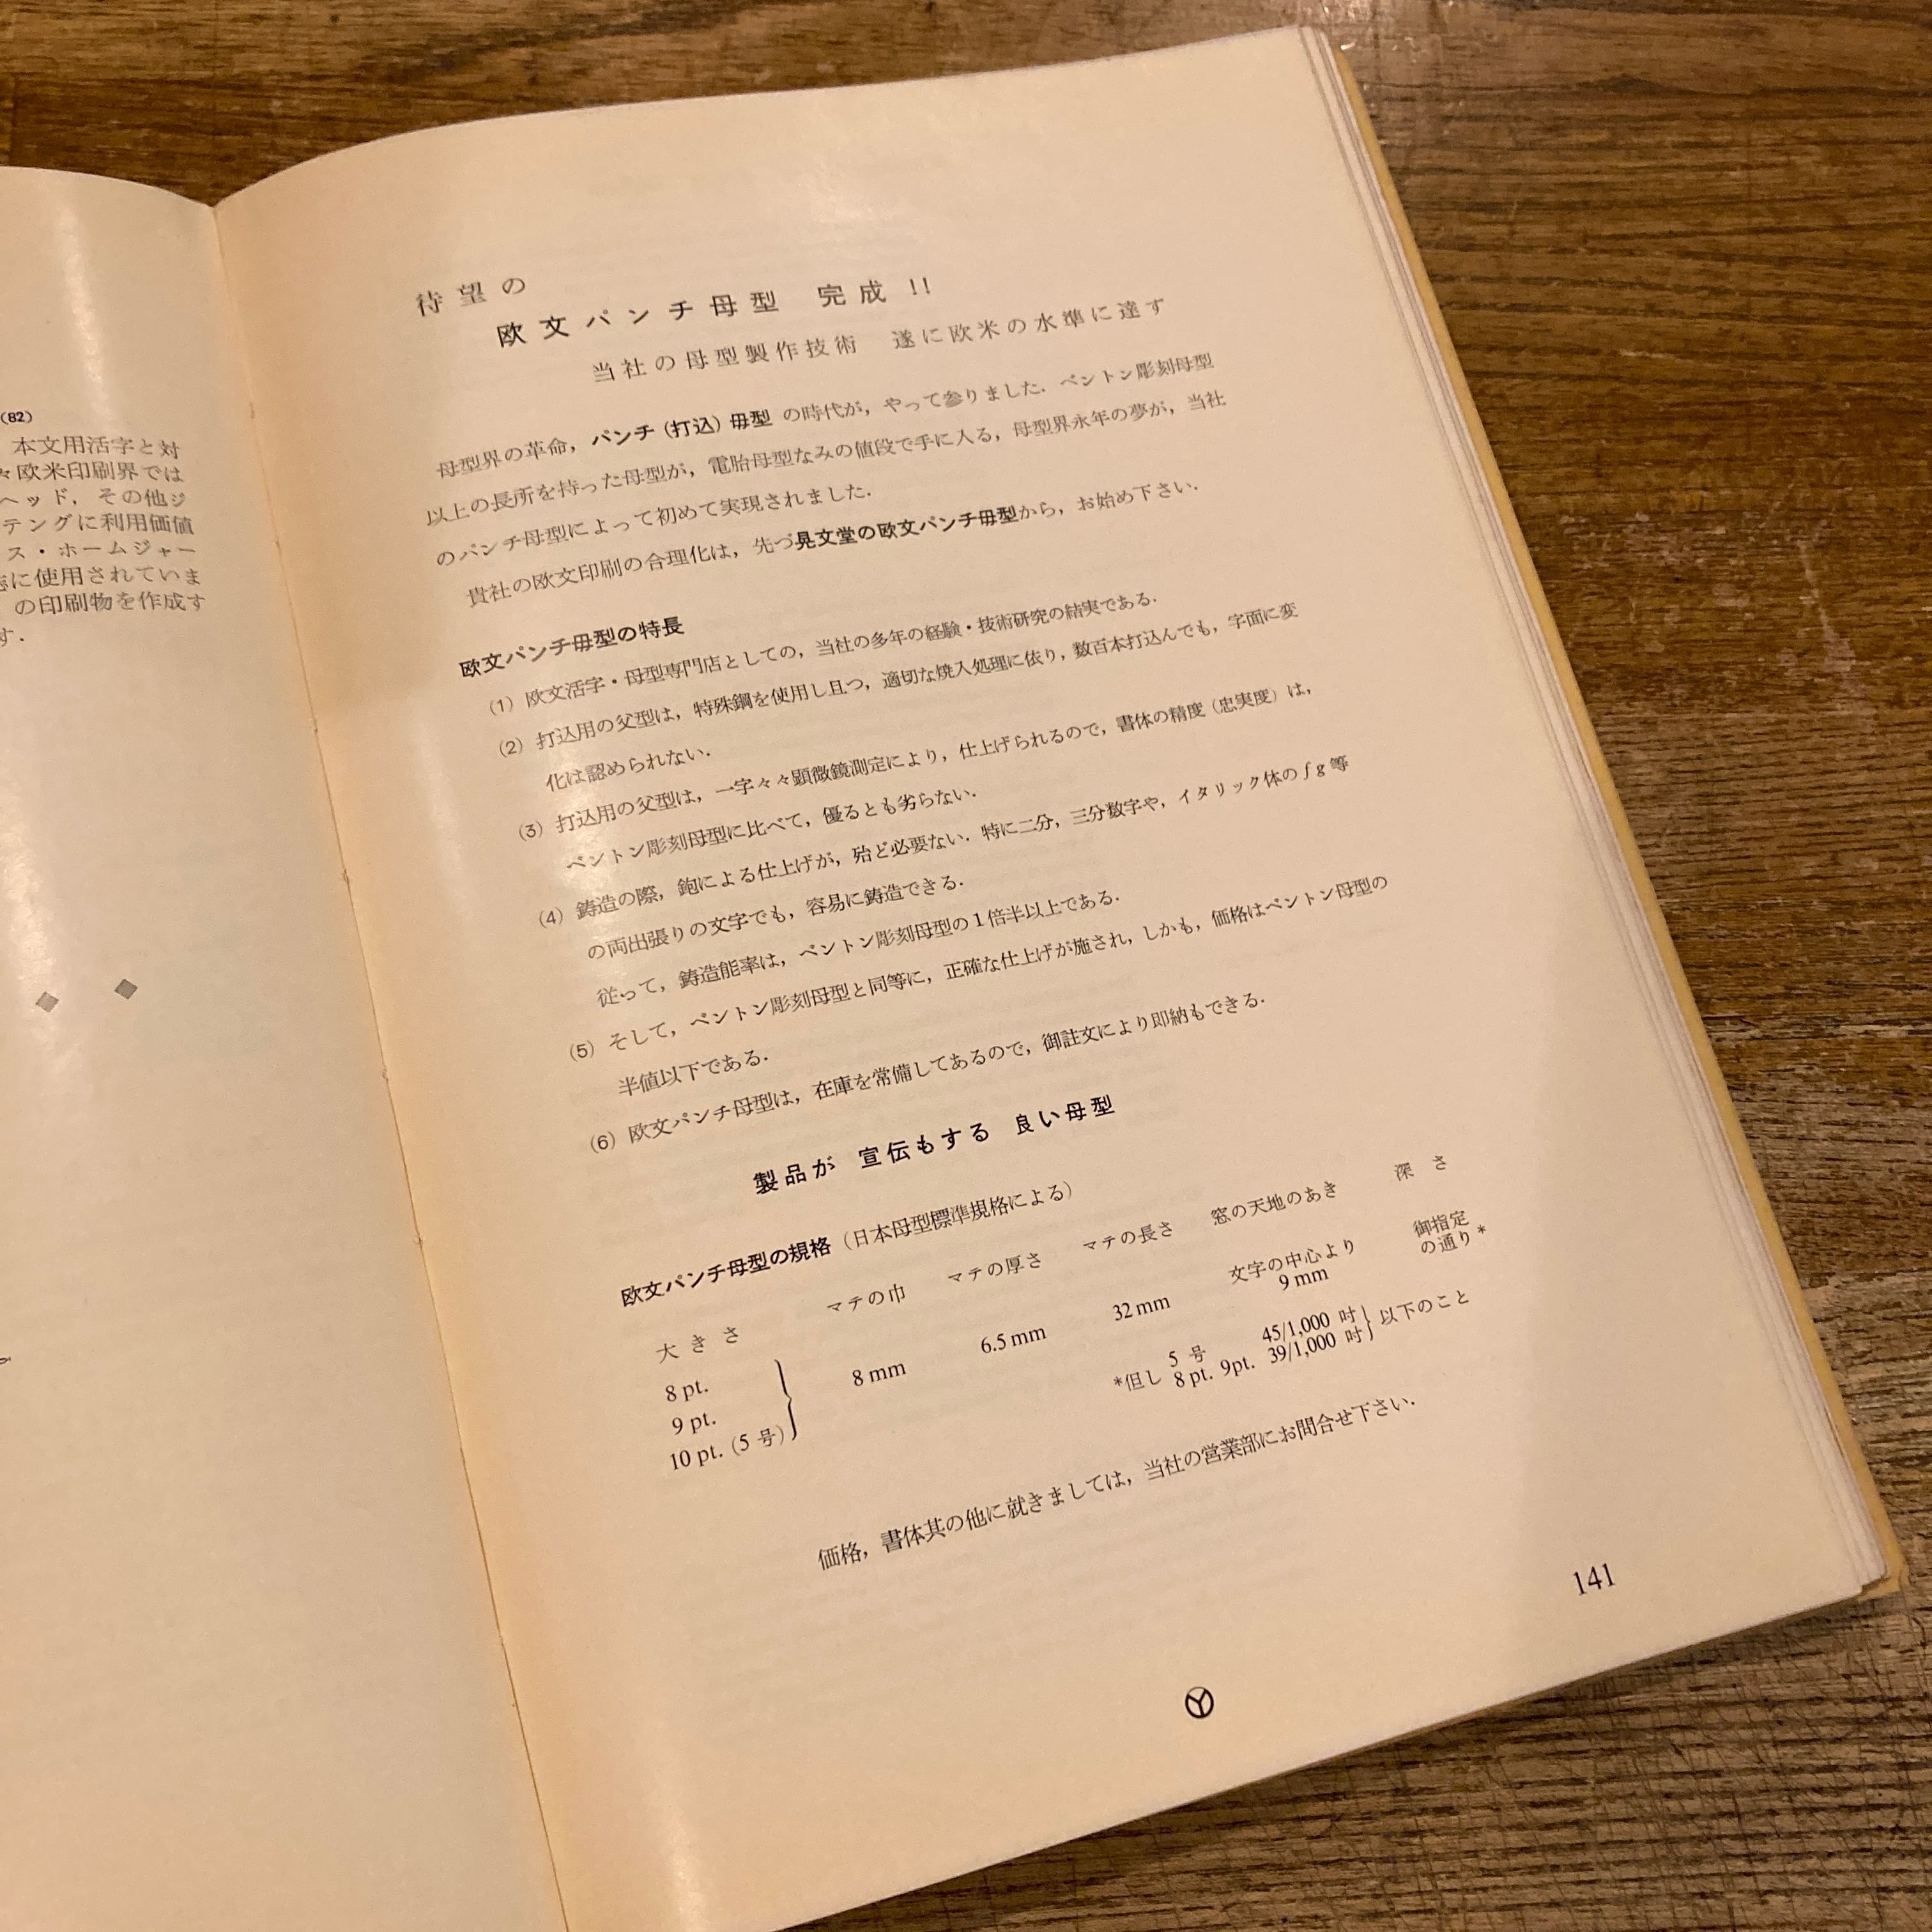 (82)
本文用活字と対
々欧米印刷界では
ヘッド，その他ジ
テングに利用価値
ス・ホームジャー
に使用されていま
の印刷物を作成す
す．
待望の
欧文パンチ母型　完成!!
当社の母型製作技術　遂に欧米の水準に達す
母型界の革命，パンチ（打込）母型 の時代が，やって参りました．ベントン彫刻母型
以上の長所を持った母型が，電胎母型なみの値段で手に入る，母型界永年の夢が，当社
のパンチ母型によって初めて実現されました．
貴社の欧文印刷の合理化は，先づ晃文堂の欧文パンチ母型から，お始め下さい．
欧文パンチ母型の特長
（1）欧文活字・母型専門店としての，当社の多年の経験・技術研究の結実である．
（2）打込用の父型は，特殊鋼を使用し且つ，適切な焼入処理に依り，数百本打込んでも，字面に変
化は認められない．
（3）打込用の父型は，一字々々顕微鏡測定により，仕上げられるので，書体の精度（忠実度）は，
ベントン彫刻母型に比べて，優るとも劣らない．
（4）鋳造の際，鉋による仕上げが，殆ど必要ない．特に二分，三分数字や，イタリック体の f g 等
の両出張りの文字でも，容易に鋳造できる．
従って，鋳造能率は，ベントン彫刻母型の１倍半以上である．
（5）そして，ベントン彫刻母型と同等に，正確な仕上げが施され，しかも，価格はベントン母型の
半値以下である．
（6）欧文パンチ母型は，在庫を常備してあるので，御註文により即納もできる．
製品が　宣伝もする　良い母型
欧文パンチ母型の規格（日本母型標準規格による）
大きさ　マテの巾　マテの厚さ　マテの長さ　窓の天地のあき　深さ
8 pt.
9 pt.
10 pt.（5 号）｝　8 mm　6.5 mm　32 mm　文字の中心より
9 mm　御指定
の通り*
*但し　5 号　45/1,000 吋
8 pt. 9pt. 39/1,000 吋｝以下のこと
価格，書体其の他に就きましては，当社の営業部にお問合せ下さい．
141